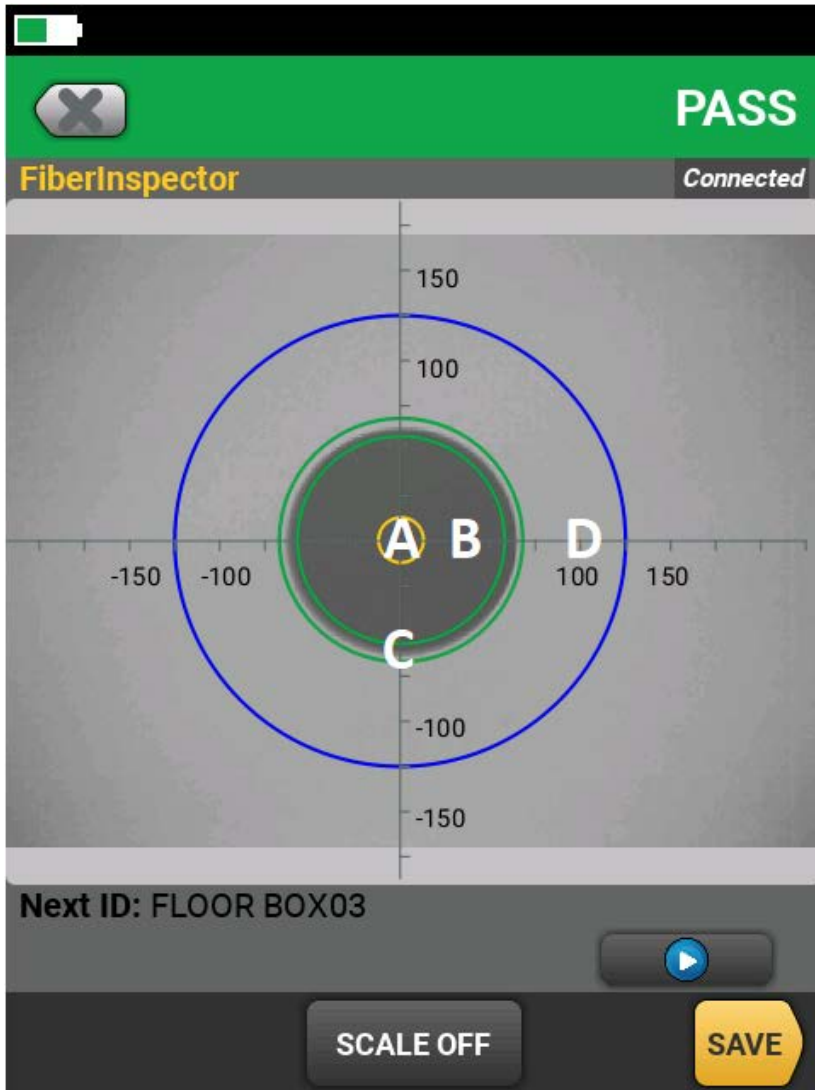 PASS
FiberInspector Connected
150
100
A B D
-150 -100 100 150
C
-100
-150
Next ID: FLOOR BOX03
SCALE OFF SAVE